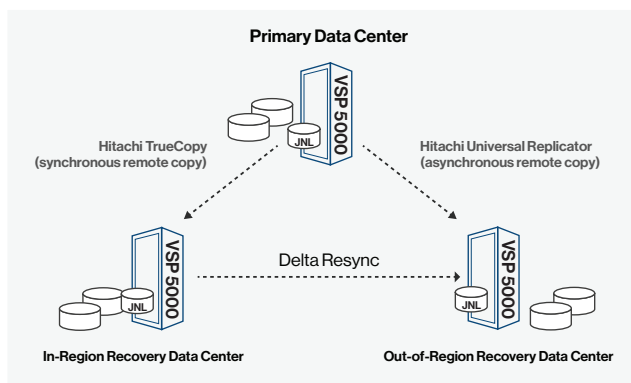 Primary Data Center
VSP 5000
JNL
Hitachi TrueCopy
(synchronous remote copy)
Hitachi Universal Replicator
(asynchronous remote copy)
VSP 5000
JNL
Delta Resync
VSP 5000
JNL
In-Region Recovery Data Center
Out-of-Region Recovery Data Center